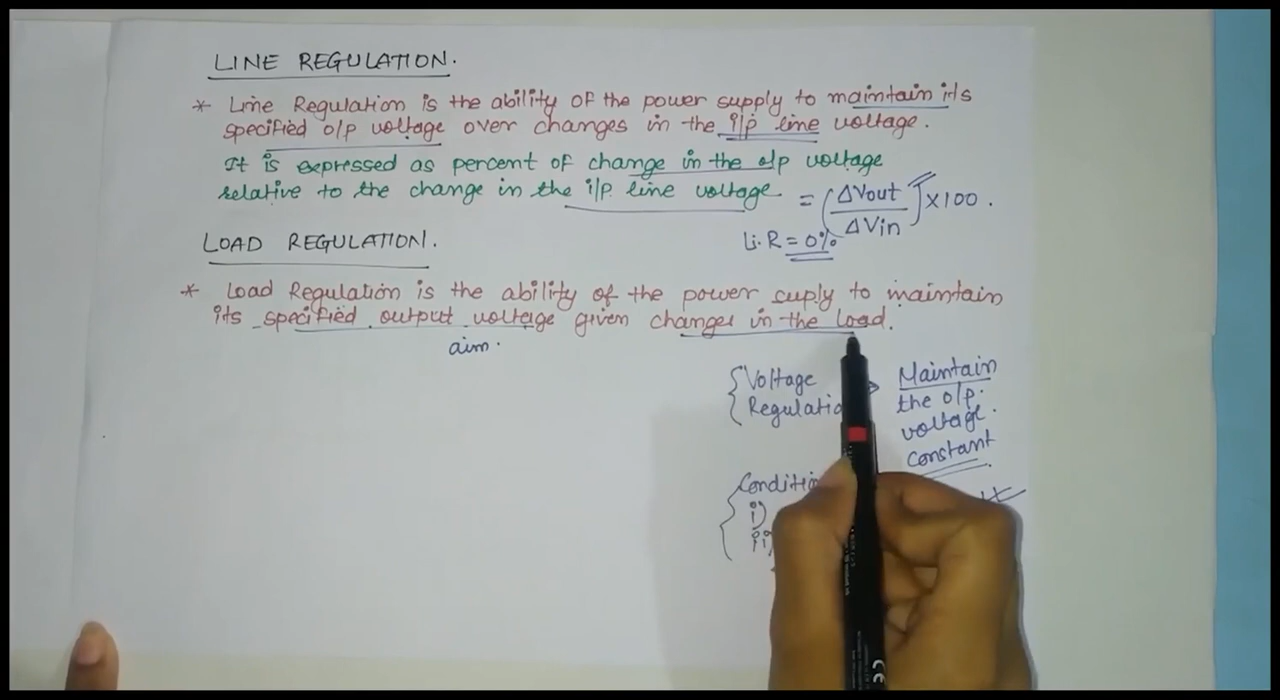 LINE REGULATION.
* Line Regulation is the ability of the power supply to maintain its
specified o/p voltage over changes in the i/p line voltage.
It is expressed as percent of change in the o/p voltage
relative to the change in the i/p line voltage = (ΔVout / ΔVin) × 100.
Li.R = 0%
LOAD REGULATION.
* Load Regulation is the ability of the power suply to maintain
its specified output voltage given changes in the load.
aim.
Voltage
Regulatio
Maintain
the o/p.
voltage.
constant
Conditio
i)
ii)